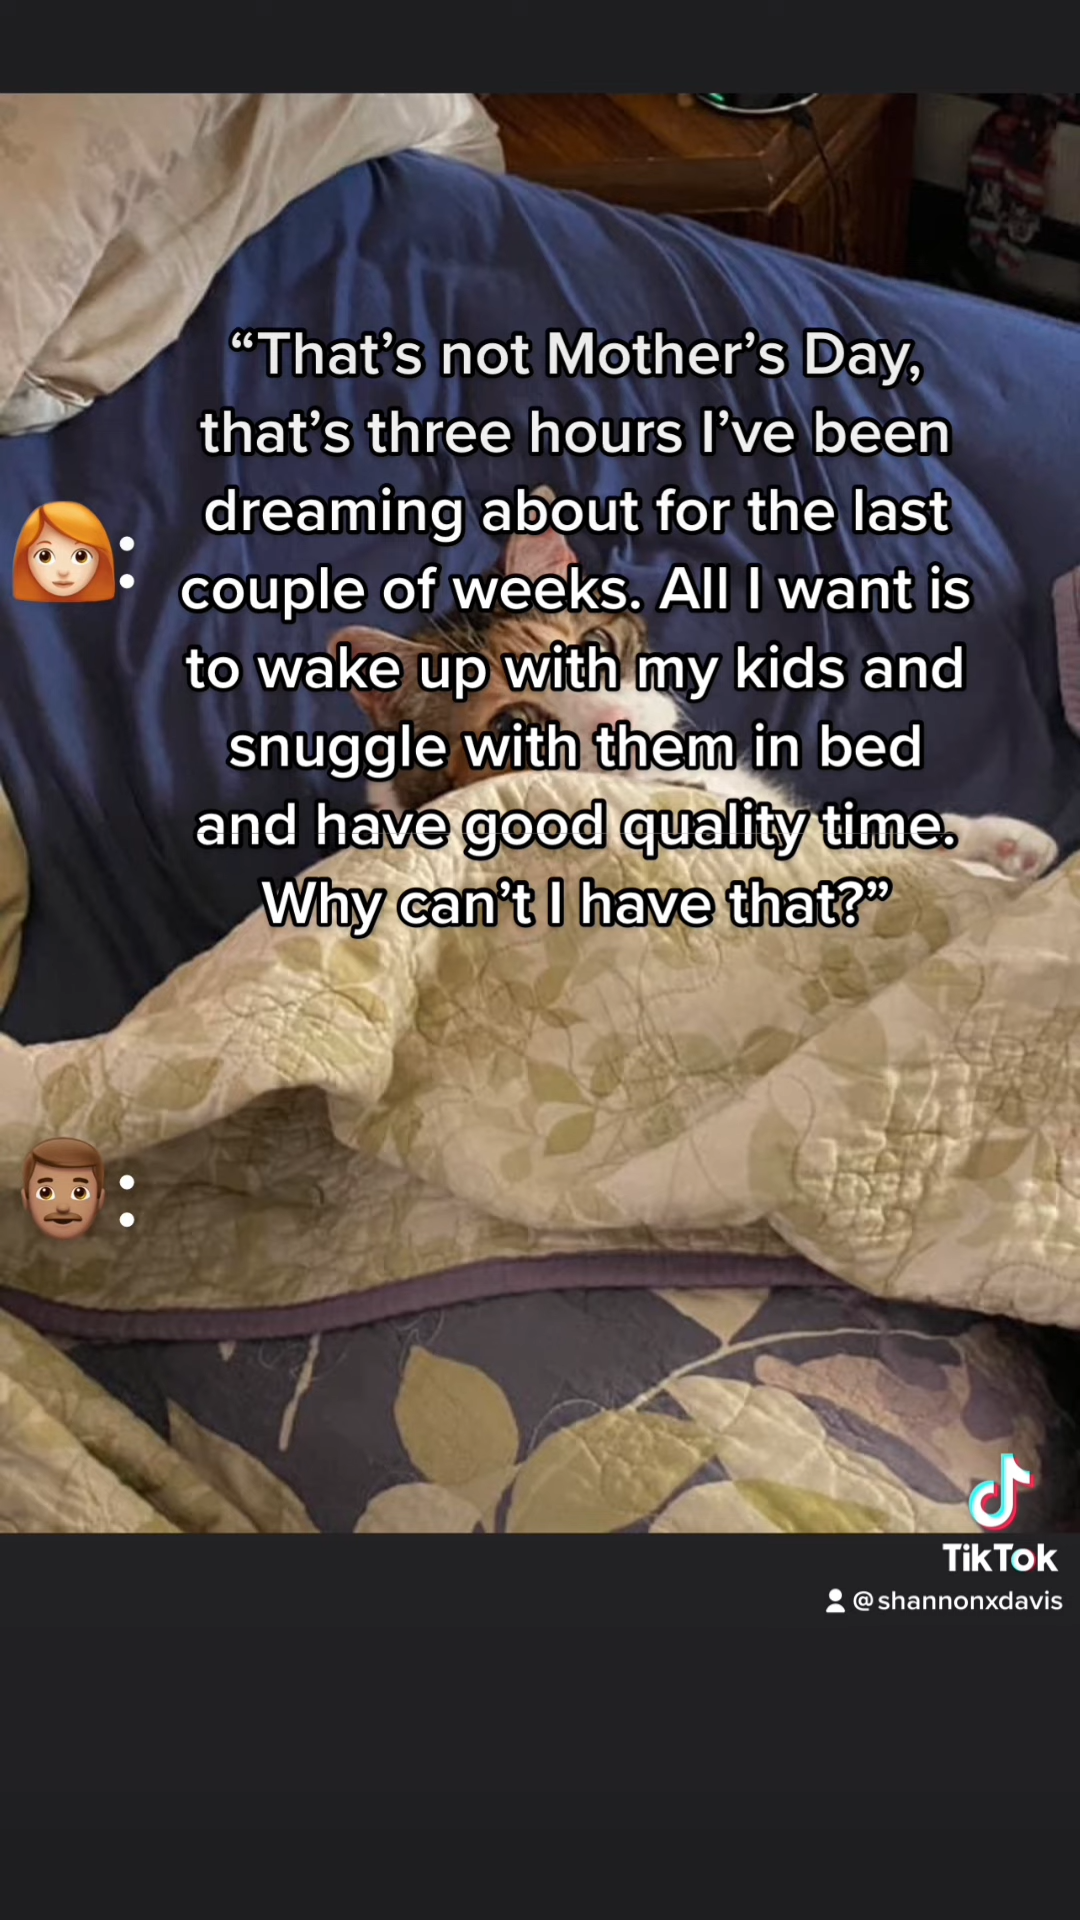 “That’s not Mother’s Day,
that’s three hours I’ve been
dreaming about for the last
couple of weeks. All I want is
to wake up with my kids and
snuggle with them in bed
and have good quality time.
Why can’t I have that?”
:
:
TikTok
@shannonxdavis